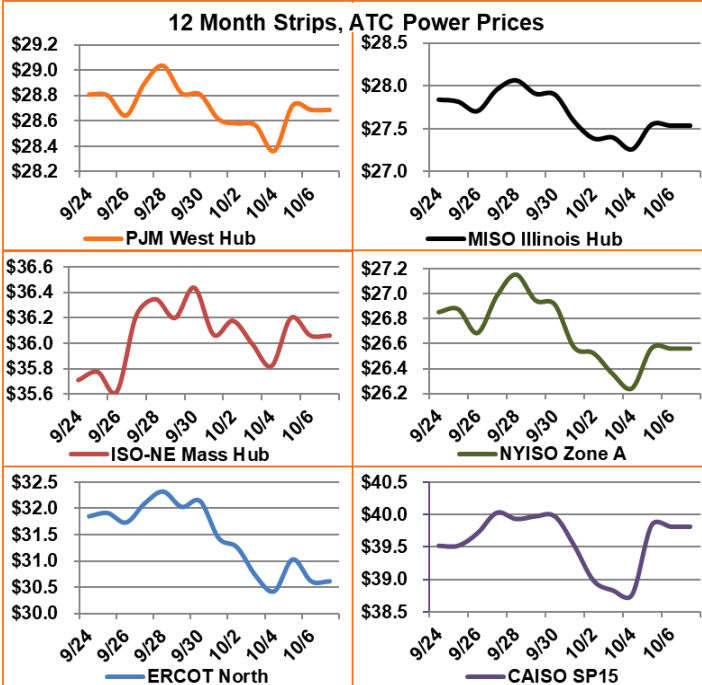 12 Month Strips, ATC Power Prices
$29.2
$29.0
$28.8
$28.6
$28.4
$28.2
9/24 9/26 9/28 9/30 10/2 10/4 10/6
PJM West Hub
$28.5
$28.0
$27.5
$27.0
9/24 9/26 9/28 9/30 10/2 10/4 10/6
MISO Illinois Hub
$36.6
$36.4
$36.2
$36.0
$35.8
$35.6
9/24 9/26 9/28 9/30 10/2 10/4 10/6
ISO-NE Mass Hub
$27.2
$27.0
$26.8
$26.6
$26.4
$26.2
9/24 9/26 9/28 9/30 10/2 10/4 10/6
NYISO Zone A
$32.5
$32.0
$31.5
$31.0
$30.5
$30.0
9/24 9/26 9/28 9/30 10/2 10/4 10/6
ERCOT North
$40.5
$40.0
$39.5
$39.0
$38.5
9/24 9/26 9/28 9/30 10/2 10/4 10/6
CAISO SP15